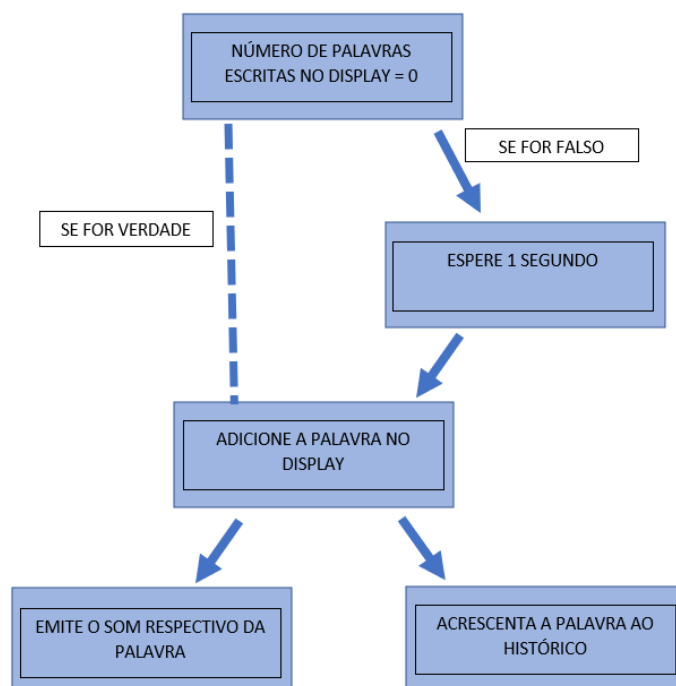 NÚMERO DE PALAVRAS
ESCRITAS NO DISPLAY = 0
SE FOR FALSO
SE FOR VERDADE
ESPERE 1 SEGUNDO
ADICIONE A PALAVRA NO
DISPLAY
EMITE O SOM RESPECTIVO DA
PALAVRA
ACRESCENTA A PALAVRA AO
HISTÓRICO